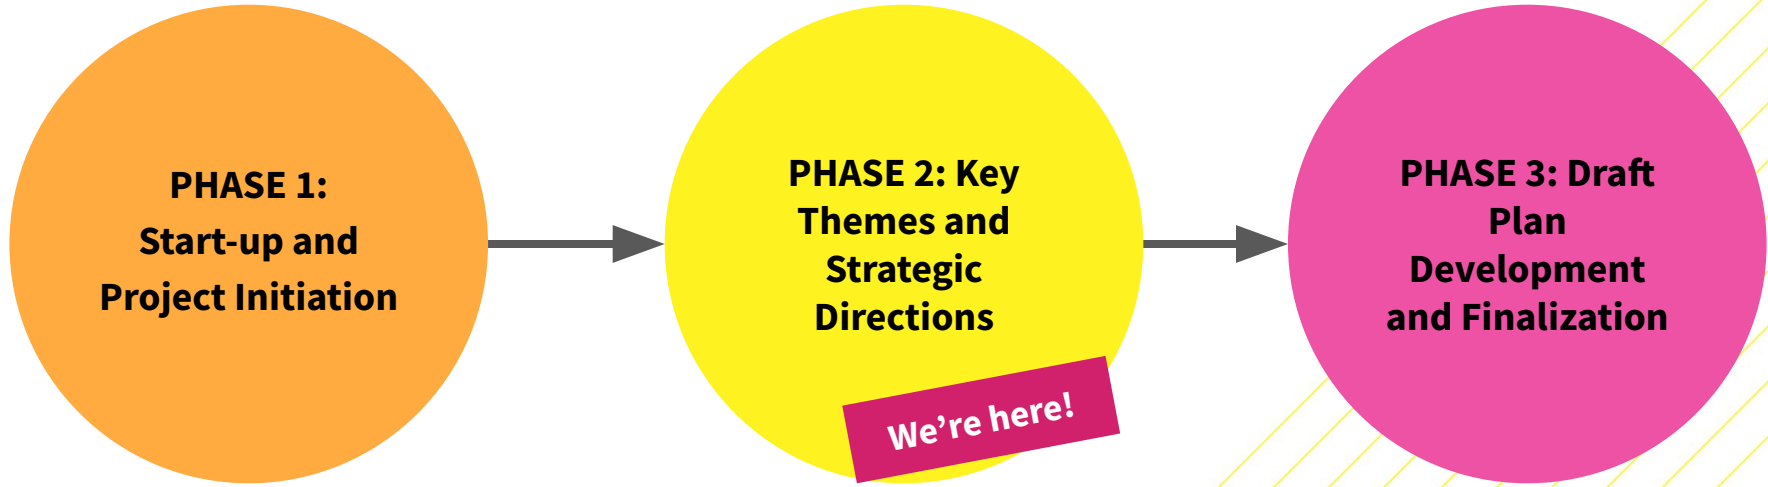 PHASE 1:
Start-up and
Project Initiation
PHASE 2: Key
Themes and
Strategic
Directions
We’re here!
PHASE 3: Draft
Plan
Development
and Finalization